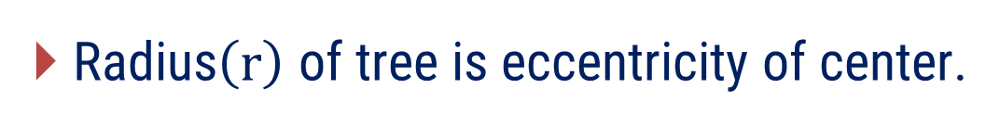 Radius(r) of tree is eccentricity of center.